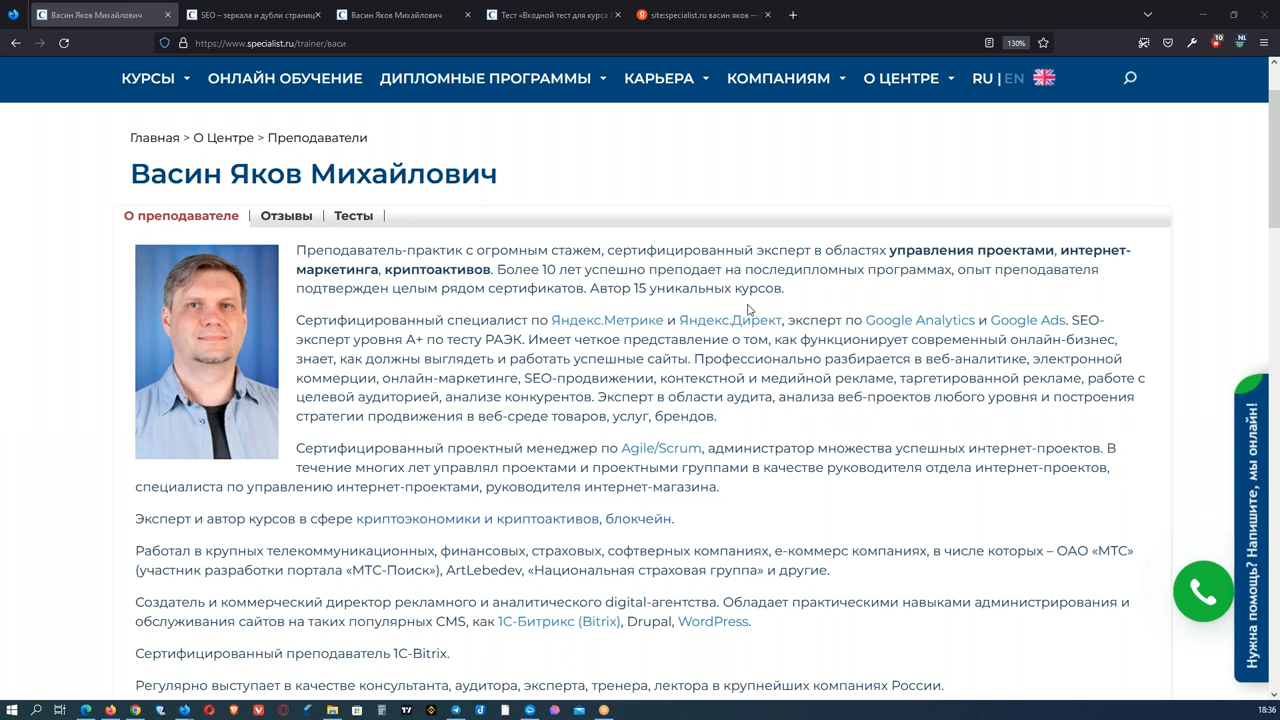 Васин Яков Михайлович
SEO – зеркала и дубли страниц
Васин Яков Михайлович
Тест «Входной тест для курса
site:specialist.ru васин яков —
https://www.specialist.ru/trainer/васи
130%
10
NL
КУРСЫ
ОНЛАЙН ОБУЧЕНИЕ
ДИПЛОМНЫЕ ПРОГРАММЫ
КАРЬЕРА
КОМПАНИЯМ
О ЦЕНТРЕ
RU | EN
Главная > О Центре > Преподаватели
Васин Яков Михайлович
О преподавателе | Отзывы | Тесты |
Преподаватель-практик с огромным стажем, сертифицированный эксперт в областях управления проектами, интернет-
маркетинга, криптоактивов. Более 10 лет успешно преподает на последипломных программах, опыт преподавателя
подтвержден целым рядом сертификатов. Автор 15 уникальных курсов.
Сертифицированный специалист по Яндекс.Метрике и Яндекс.Директ, эксперт по Google Analytics и Google Ads. SEO-
эксперт уровня А+ по тесту РАЭК. Имеет четкое представление о том, как функционирует современный онлайн-бизнес,
знает, как должны выглядеть и работать успешные сайты. Профессионально разбирается в веб-аналитике, электронной
коммерции, онлайн-маркетинге, SEO-продвижении, контекстной и медийной рекламе, таргетированной рекламе, работе с
целевой аудиторией, анализе конкурентов. Эксперт в области аудита, анализа веб-проектов любого уровня и построения
стратегии продвижения в веб-среде товаров, услуг, брендов.
Сертифицированный проектный менеджер по Agile/Scrum, администратор множества успешных интернет-проектов. В
течение многих лет управлял проектами и проектными группами в качестве руководителя отдела интернет-проектов,
специалиста по управлению интернет-проектами, руководителя интернет-магазина.
Эксперт и автор курсов в сфере криптоэкономики и криптоактивов, блокчейн.
Работал в крупных телекоммуникационных, финансовых, страховых, софтверных компаниях, е-коммерс компаниях, в числе которых – ОАО «МТС»
(участник разработки портала «МТС-Поиск»), ArtLebedev, «Национальная страховая группа» и другие.
Создатель и коммерческий директор рекламного и аналитического digital-агентства. Обладает практическими навыками администрирования и
обслуживания сайтов на таких популярных CMS, как 1С-Битрикс (Bitrix), Drupal, WordPress.
Сертифицированный преподаватель 1C-Bitrix.
Регулярно выступает в качестве консультанта, аудитора, эксперта, тренера, лектора в крупнейших компаниях России.
Нужна помощь? Напишите, мы онлайн!
18:36